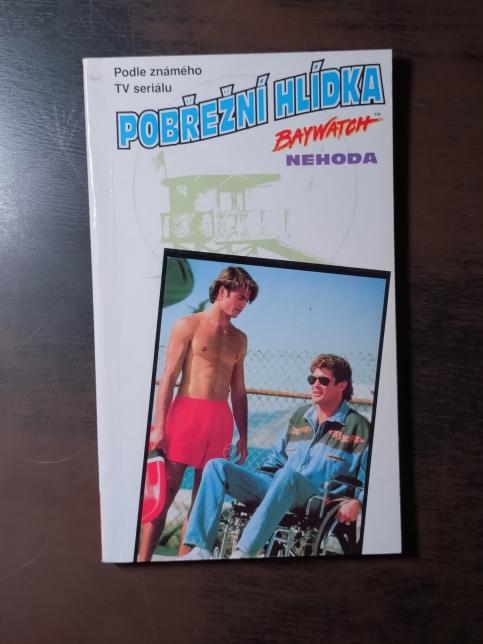 Podle známého
TV seriálu
POBŘEŽNÍ HLÍDKA
BAYWATCH™
NEHODA